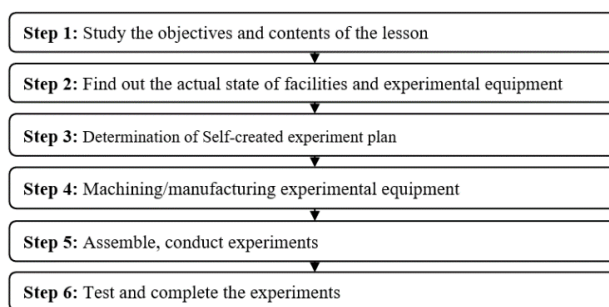 Step 1: Study the objectives and contents of the lesson
Step 2: Find out the actual state of facilities and experimental equipment
Step 3: Determination of Self-created experiment plan
Step 4: Machining/manufacturing experimental equipment
Step 5: Assemble, conduct experiments
Step 6: Test and complete the experiments